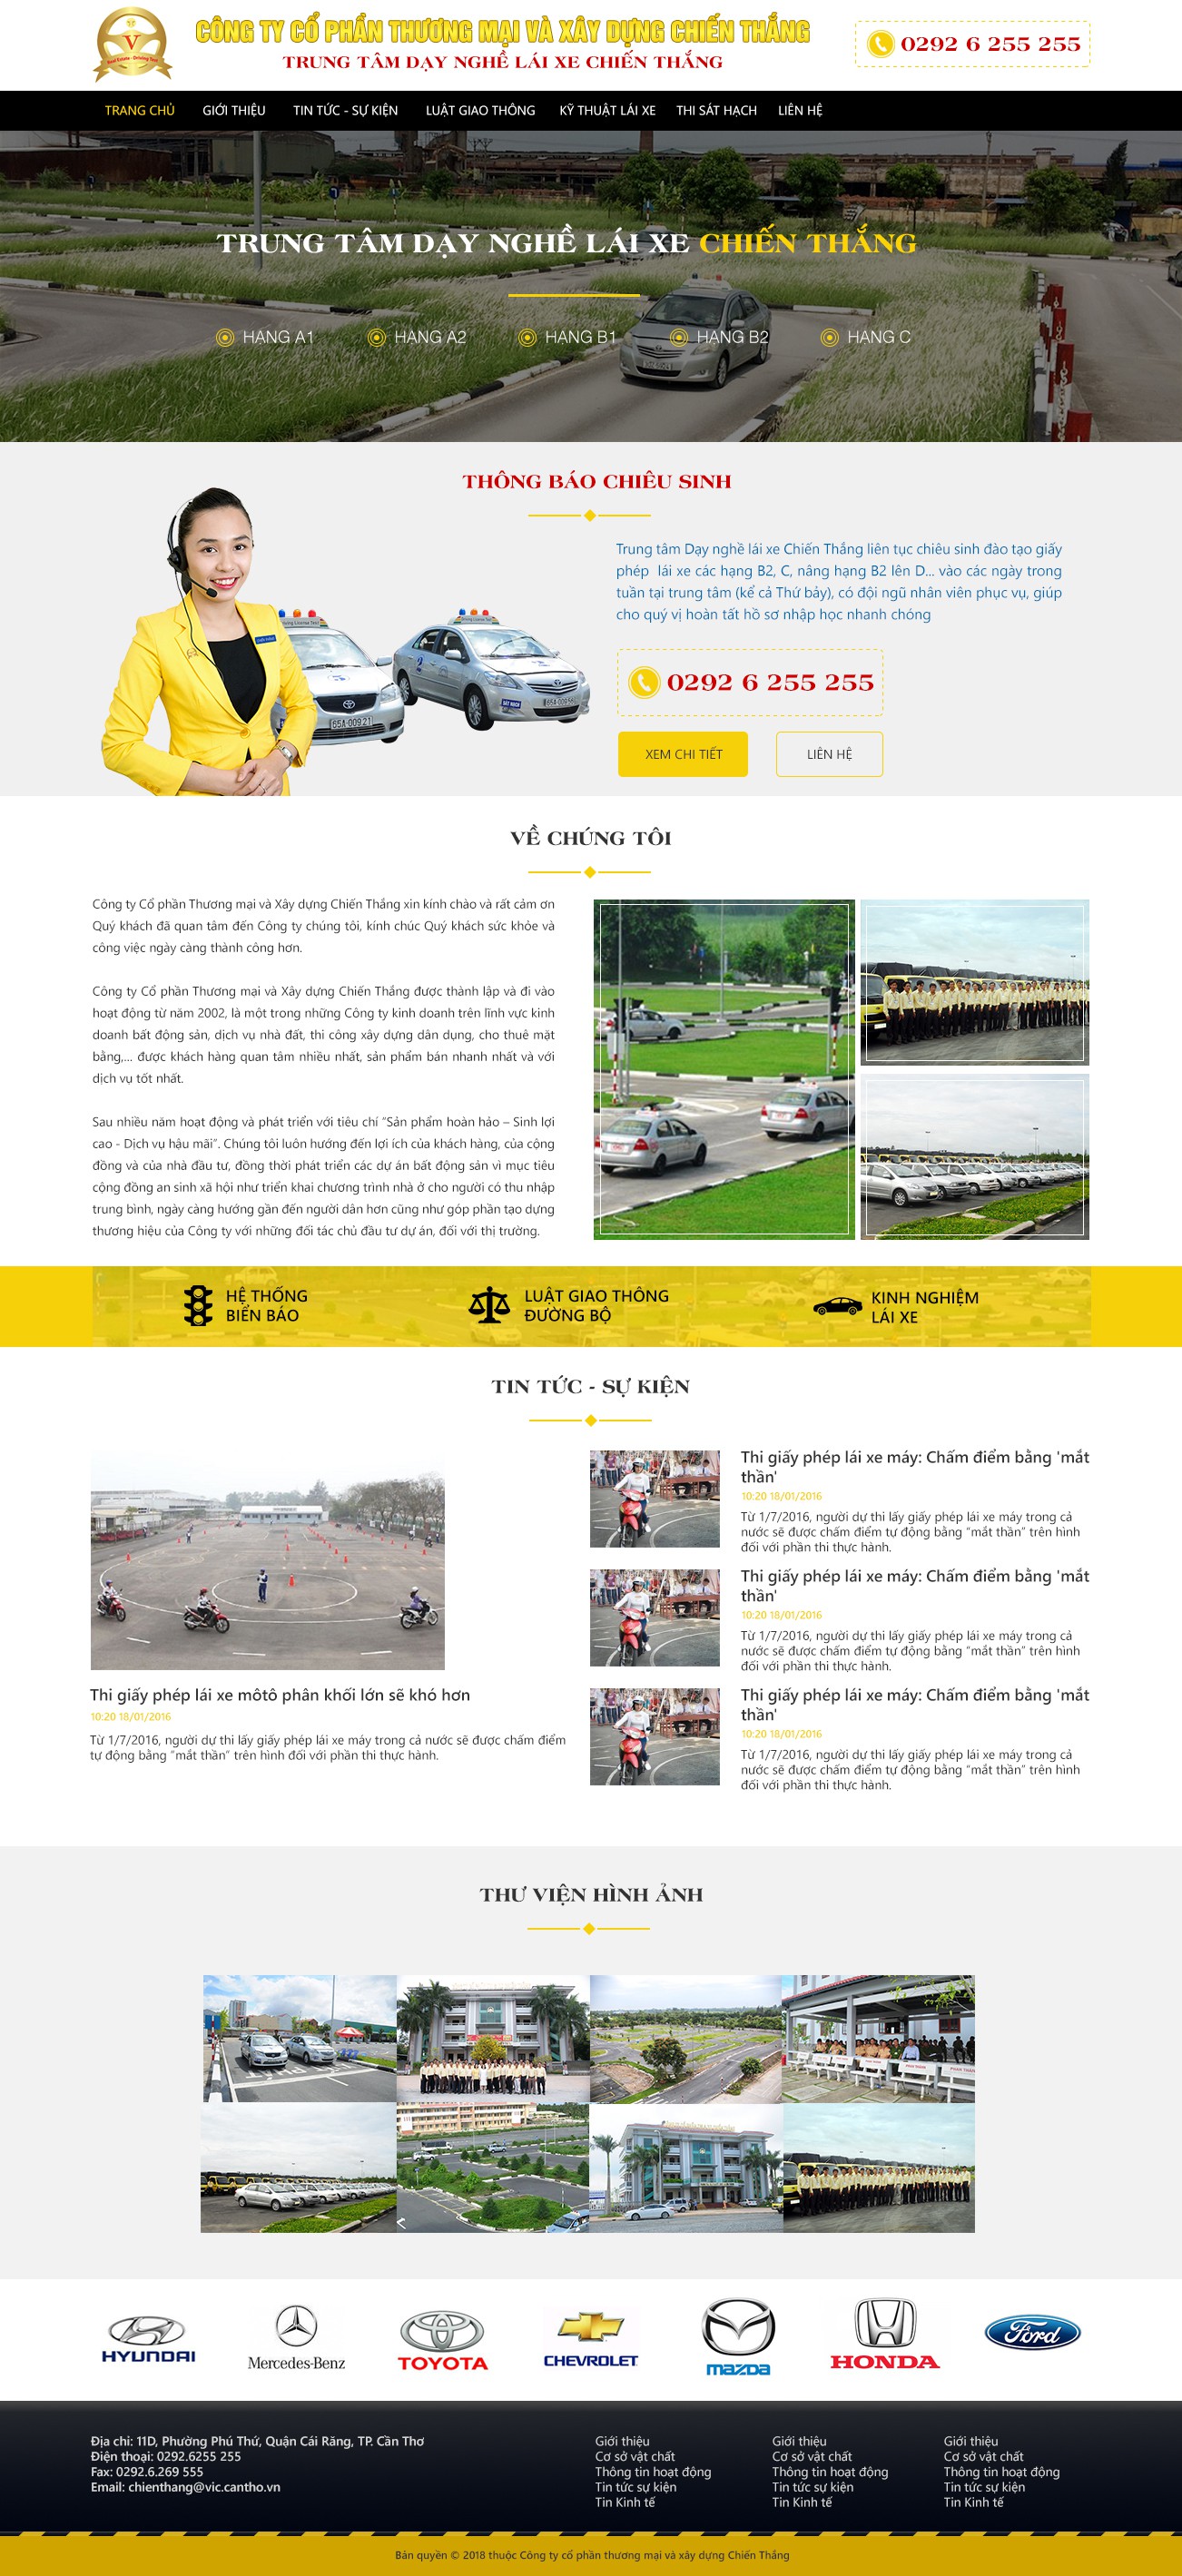 V
Real Estate - Driving Test
CÔNG TY CỔ PHẦN THƯƠNG MẠI VÀ XÂY DỰNG CHIẾN THẮNG
TRUNG TÂM DẠY NGHỀ LÁI XE CHIẾN THẮNG
0292 6 255 255
TRANG CHỦ GIỚI THIỆU TIN TỨC - SỰ KIỆN LUẬT GIAO THÔNG KỸ THUẬT LÁI XE THI SÁT HẠCH LIÊN HỆ
TRUNG TÂM DẠY NGHỀ LÁI XE CHIẾN THẮNG
HẠNG A1 HẠNG A2 HẠNG B1 HẠNG B2 HẠNG C
THÔNG BÁO CHIÊU SINH
Trung tâm Dạy nghề lái xe Chiến Thắng liên tục chiêu sinh đào tạo giấy
phép lái xe các hạng B2, C, nâng hạng B2 lên D... vào các ngày trong
tuần tại trung tâm (kể cả Thứ bảy), có đội ngũ nhân viên phục vụ, giúp
cho quý vị hoàn tất hồ sơ nhập học nhanh chóng
65A 009.21
0292 6 255 255
XEM CHI TIẾT LIÊN HỆ
VỀ CHÚNG TÔI
Công ty Cổ phần Thương mại và Xây dựng Chiến Thắng xin kính chào và rất cảm ơn
Quý khách đã quan tâm đến Công ty chúng tôi, kính chúc Quý khách sức khỏe và
công việc ngày càng thành công hơn.
Công ty Cổ phần Thương mại và Xây dựng Chiến Thắng được thành lập và đi vào
hoạt động từ năm 2002, là một trong những Công ty kinh doanh trên lĩnh vực kinh
doanh bất động sản, dịch vụ nhà đất, thi công xây dựng dân dụng, cho thuê mặt
bằng,... được khách hàng quan tâm nhiều nhất, sản phẩm bán nhanh nhất và với
dịch vụ tốt nhất.
Sau nhiều năm hoạt động và phát triển với tiêu chí “Sản phẩm hoàn hảo – Sinh lợi
cao - Dịch vụ hậu mãi”. Chúng tôi luôn hướng đến lợi ích của khách hàng, của cộng
đồng và của nhà đầu tư, đồng thời phát triển các dự án bất động sản vì mục tiêu
cộng đồng an sinh xã hội như triển khai chương trình nhà ở cho người có thu nhập
trung bình, ngày càng hướng gần đến người dân hơn cũng như góp phần tạo dựng
thương hiệu của Công ty với những đối tác chủ đầu tư dự án, đối với thị trường.
HỆ THỐNG
BIỂN BÁO
LUẬT GIAO THÔNG
ĐƯỜNG BỘ
KINH NGHIỆM
LÁI XE
TIN TỨC - SỰ KIỆN
Thi giấy phép lái xe môtô phân khối lớn sẽ khó hơn
10:20 18/01/2016
Từ 1/7/2016, người dự thi lấy giấy phép lái xe máy trong cả nước sẽ được chấm điểm
tự động bằng “mắt thần” trên hình đối với phần thi thực hành.
Thi giấy phép lái xe máy: Chấm điểm bằng 'mắt
thần'
10:20 18/01/2016
Từ 1/7/2016, người dự thi lấy giấy phép lái xe máy trong cả
nước sẽ được chấm điểm tự động bằng “mắt thần” trên hình
đối với phần thi thực hành.
Thi giấy phép lái xe máy: Chấm điểm bằng 'mắt
thần'
10:20 18/01/2016
Từ 1/7/2016, người dự thi lấy giấy phép lái xe máy trong cả
nước sẽ được chấm điểm tự động bằng “mắt thần” trên hình
đối với phần thi thực hành.
Thi giấy phép lái xe máy: Chấm điểm bằng 'mắt
thần'
10:20 18/01/2016
Từ 1/7/2016, người dự thi lấy giấy phép lái xe máy trong cả
nước sẽ được chấm điểm tự động bằng “mắt thần” trên hình
đối với phần thi thực hành.
THƯ VIỆN HÌNH ẢNH
HYUNDAI Mercedes-Benz TOYOTA CHEVROLET mazda HONDA Ford
Địa chỉ: 11D, Phường Phú Thứ, Quận Cái Răng, TP. Cần Thơ
Điện thoại: 0292.6255 255
Fax: 0292.6.269 555
Email: chienthang@vic.cantho.vn
Giới thiệu
Cơ sở vật chất
Thông tin hoạt động
Tin tức sự kiện
Tin Kinh tế
Giới thiệu
Cơ sở vật chất
Thông tin hoạt động
Tin tức sự kiện
Tin Kinh tế
Giới thiệu
Cơ sở vật chất
Thông tin hoạt động
Tin tức sự kiện
Tin Kinh tế
Bản quyền © 2018 thuộc Công ty cổ phần thương mại và xây dựng Chiến Thắng